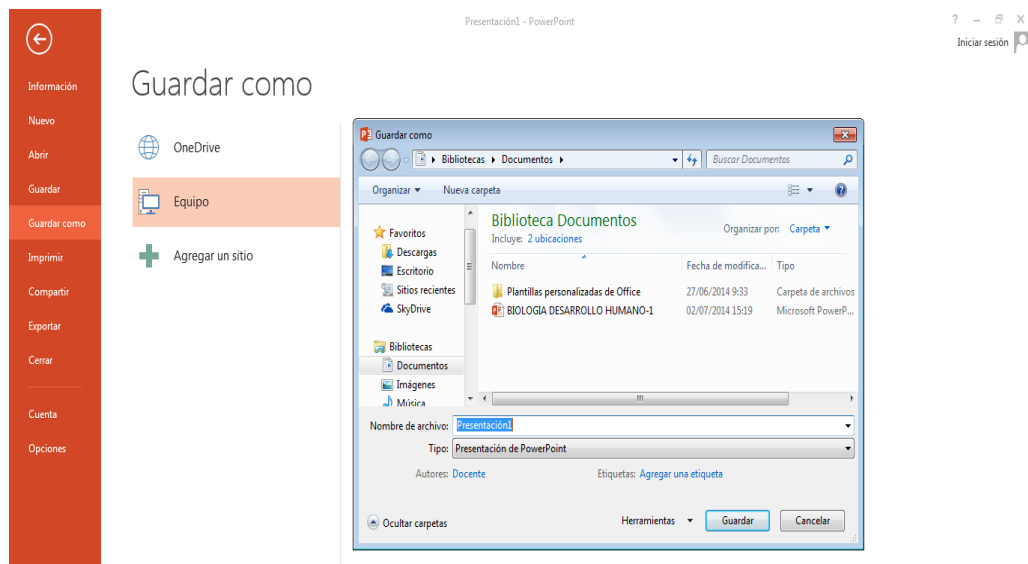 Presentación1 - PowerPoint
?
Iniciar sesión
Información
Nuevo
Abrir
Guardar
Guardar como
Imprimir
Compartir
Exportar
Cerrar
Cuenta
Opciones
Guardar como
OneDrive
Equipo
Agregar un sitio
Guardar como
Bibliotecas Documentos
Buscar Documentos
Organizar Nueva carpeta
Favoritos
Descargas
Escritorio
Sitios recientes
SkyDrive
Bibliotecas
Documentos
Imágenes
Música
Biblioteca Documentos
Incluye: 2 ubicaciones
Organizar por: Carpeta
Nombre Fecha de modifica... Tipo
Plantillas personalizadas de Office 27/06/2014 9:33 Carpeta de archivos
BIOLOGIA DESARROLLO HUMANO-1 02/07/2014 15:19 Microsoft PowerP...
Nombre de archivo: Presentación1
Tipo: Presentación de PowerPoint
Autores: Docente Etiquetas: Agregar una etiqueta
Ocultar carpetas Herramientas Guardar Cancelar